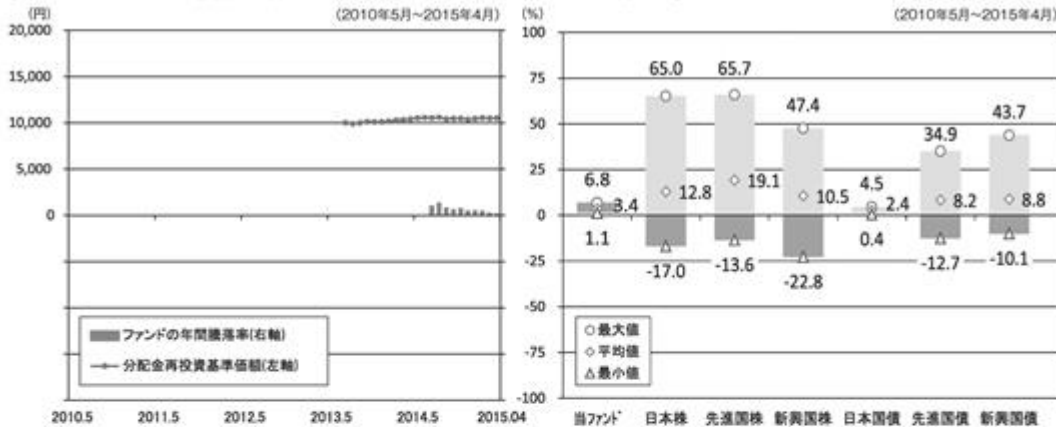 (円)
(2010年5月～2015年4月)
20,000
15,000
10,000
5,000
0
ファンドの年間騰落率(右軸)
分配金再投資基準価額(左軸)
2010.5 2011.5 2012.5 2013.5 2014.5 2015.04
(%)
(2010年5月～2015年4月)
100
75
50
25
0
-25
-50
-75
-100
65.0 65.7 47.4 34.9 43.7
6.8 4.5
3.4 12.8 19.1 10.5 2.4 8.2 8.8
1.1 0.4
-17.0 -13.6 -22.8 -12.7 -10.1
最大値
平均値
最小値
当ファンド 日本株 先進国株 新興国株 日本国債 先進国債 新興国債